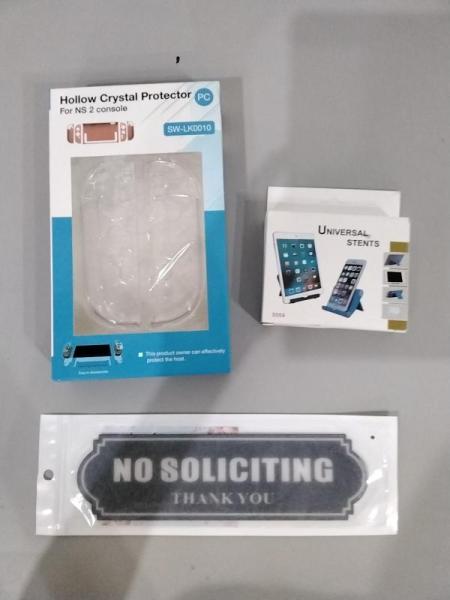 Hollow Crystal Protector PC
For NS 2 console
SW-LK0010
This product owner can effectively
protect the host.
UNIVERSAL
STENTS
S059
NO SOLICITING
THANK YOU